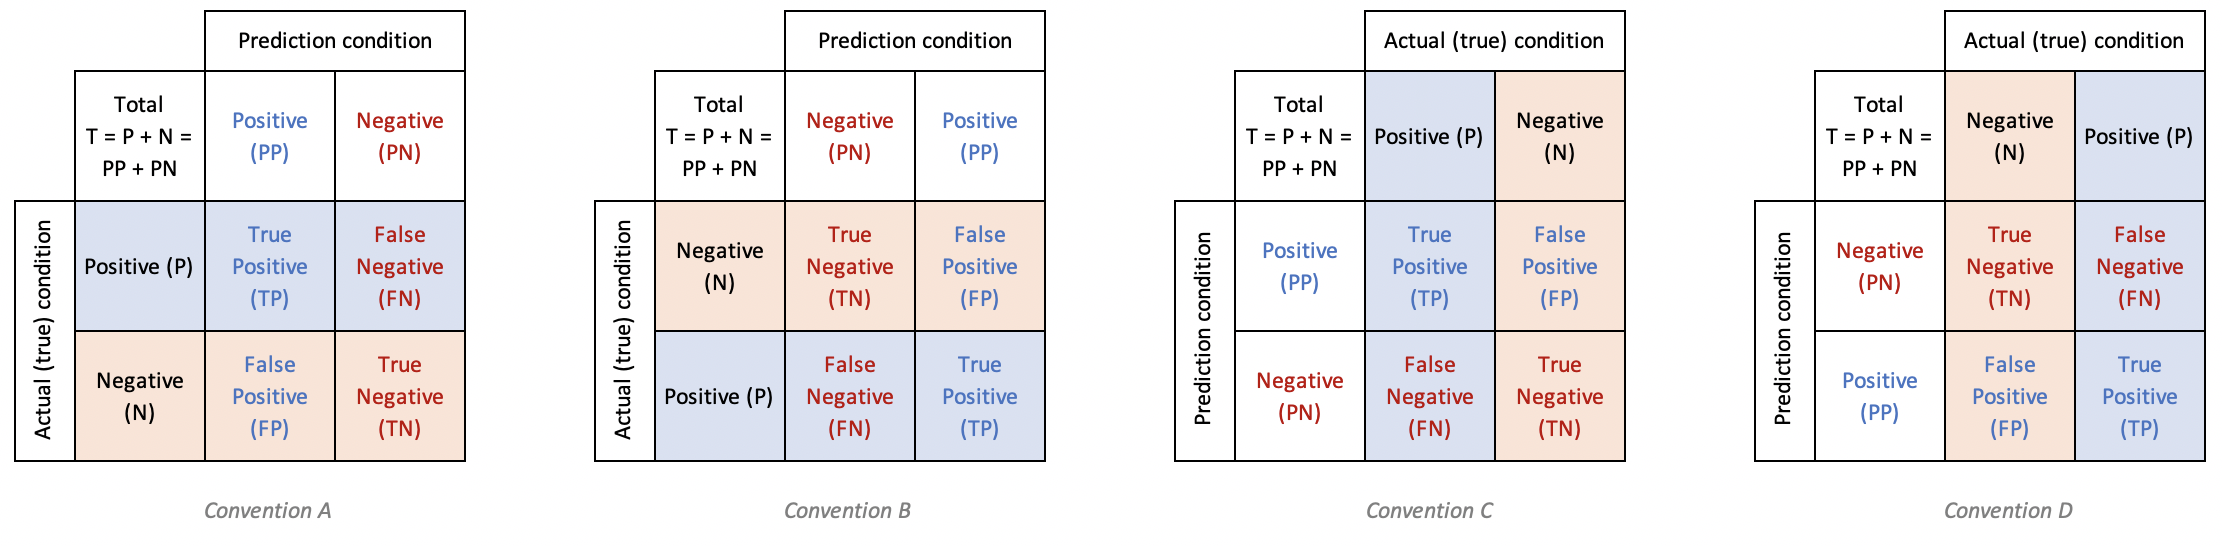 Prediction condition
Total
T = P + N =
PP + PN
Positive
(PP)
Negative
(PN)
Actual (true) condition
Positive (P)
True
Positive
(TP)
False
Negative
(FN)
Negative
(N)
False
Positive
(FP)
True
Negative
(TN)
Convention A
Prediction condition
Total
T = P + N =
PP + PN
Negative
(PN)
Positive
(PP)
Actual (true) condition
Negative
(N)
True
Negative
(TN)
False
Positive
(FP)
Positive (P)
False
Negative
(FN)
True
Positive
(TP)
Convention B
Actual (true) condition
Total
T = P + N =
PP + PN
Positive (P)
Negative
(N)
Prediction condition
Positive
(PP)
True
Positive
(TP)
False
Positive
(FP)
Negative
(PN)
False
Negative
(FN)
True
Negative
(TN)
Convention C
Actual (true) condition
Total
T = P + N =
PP + PN
Negative
(N)
Positive (P)
Prediction condition
Negative
(PN)
True
Negative
(TN)
False
Negative
(FN)
Positive
(PP)
False
Positive
(FP)
True
Positive
(TP)
Convention D